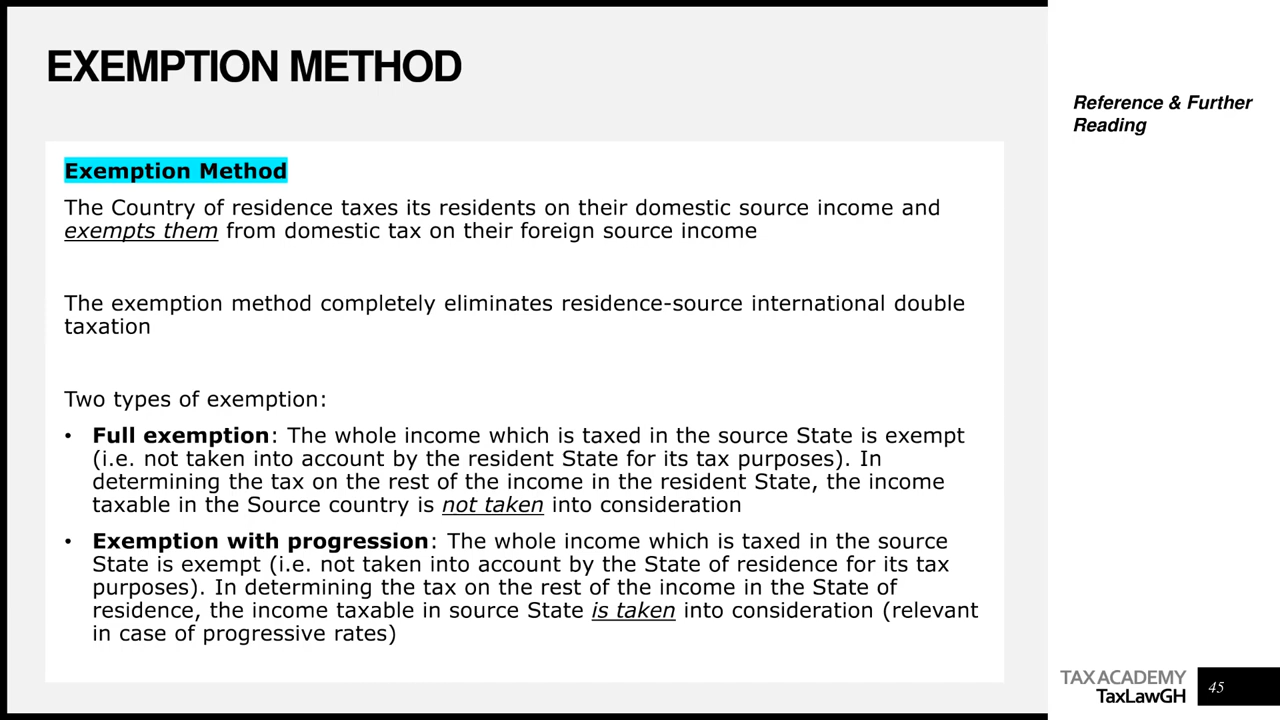 EXEMPTION METHOD
Reference & Further
Reading
Exemption Method
The Country of residence taxes its residents on their domestic source income and
exempts them from domestic tax on their foreign source income
The exemption method completely eliminates residence-source international double
taxation
Two types of exemption:
• Full exemption: The whole income which is taxed in the source State is exempt
(i.e. not taken into account by the resident State for its tax purposes). In
determining the tax on the rest of the income in the resident State, the income
taxable in the Source country is not taken into consideration
• Exemption with progression: The whole income which is taxed in the source
State is exempt (i.e. not taken into account by the State of residence for its tax
purposes). In determining the tax on the rest of the income in the State of
residence, the income taxable in source State is taken into consideration (relevant
in case of progressive rates)
TAX ACADEMY
TaxLawGH
45